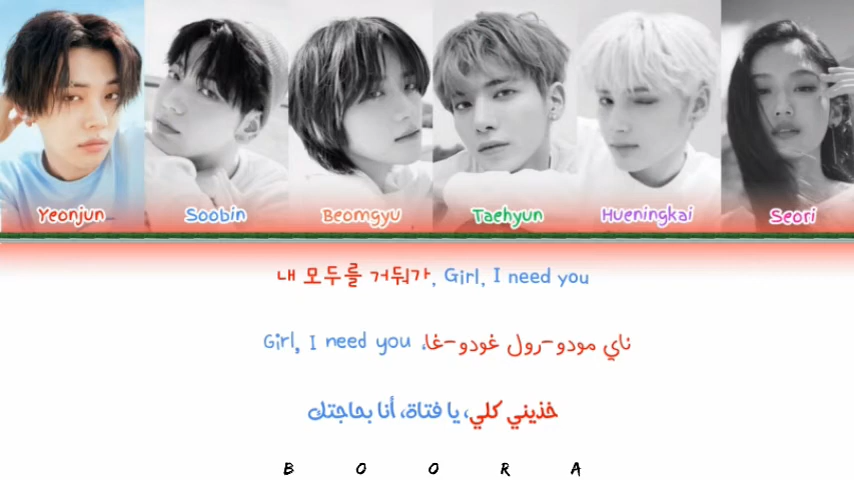 Yeonjun Soobin Beomgyu Taehyun Hueningkai Seori
내 모두를 거둬가, Girl, I need you
ناي مودو-رول غودو-غا، Girl, I need you
خذيني كلي، يا فتاة، أنا بحاجتك
B O O R A